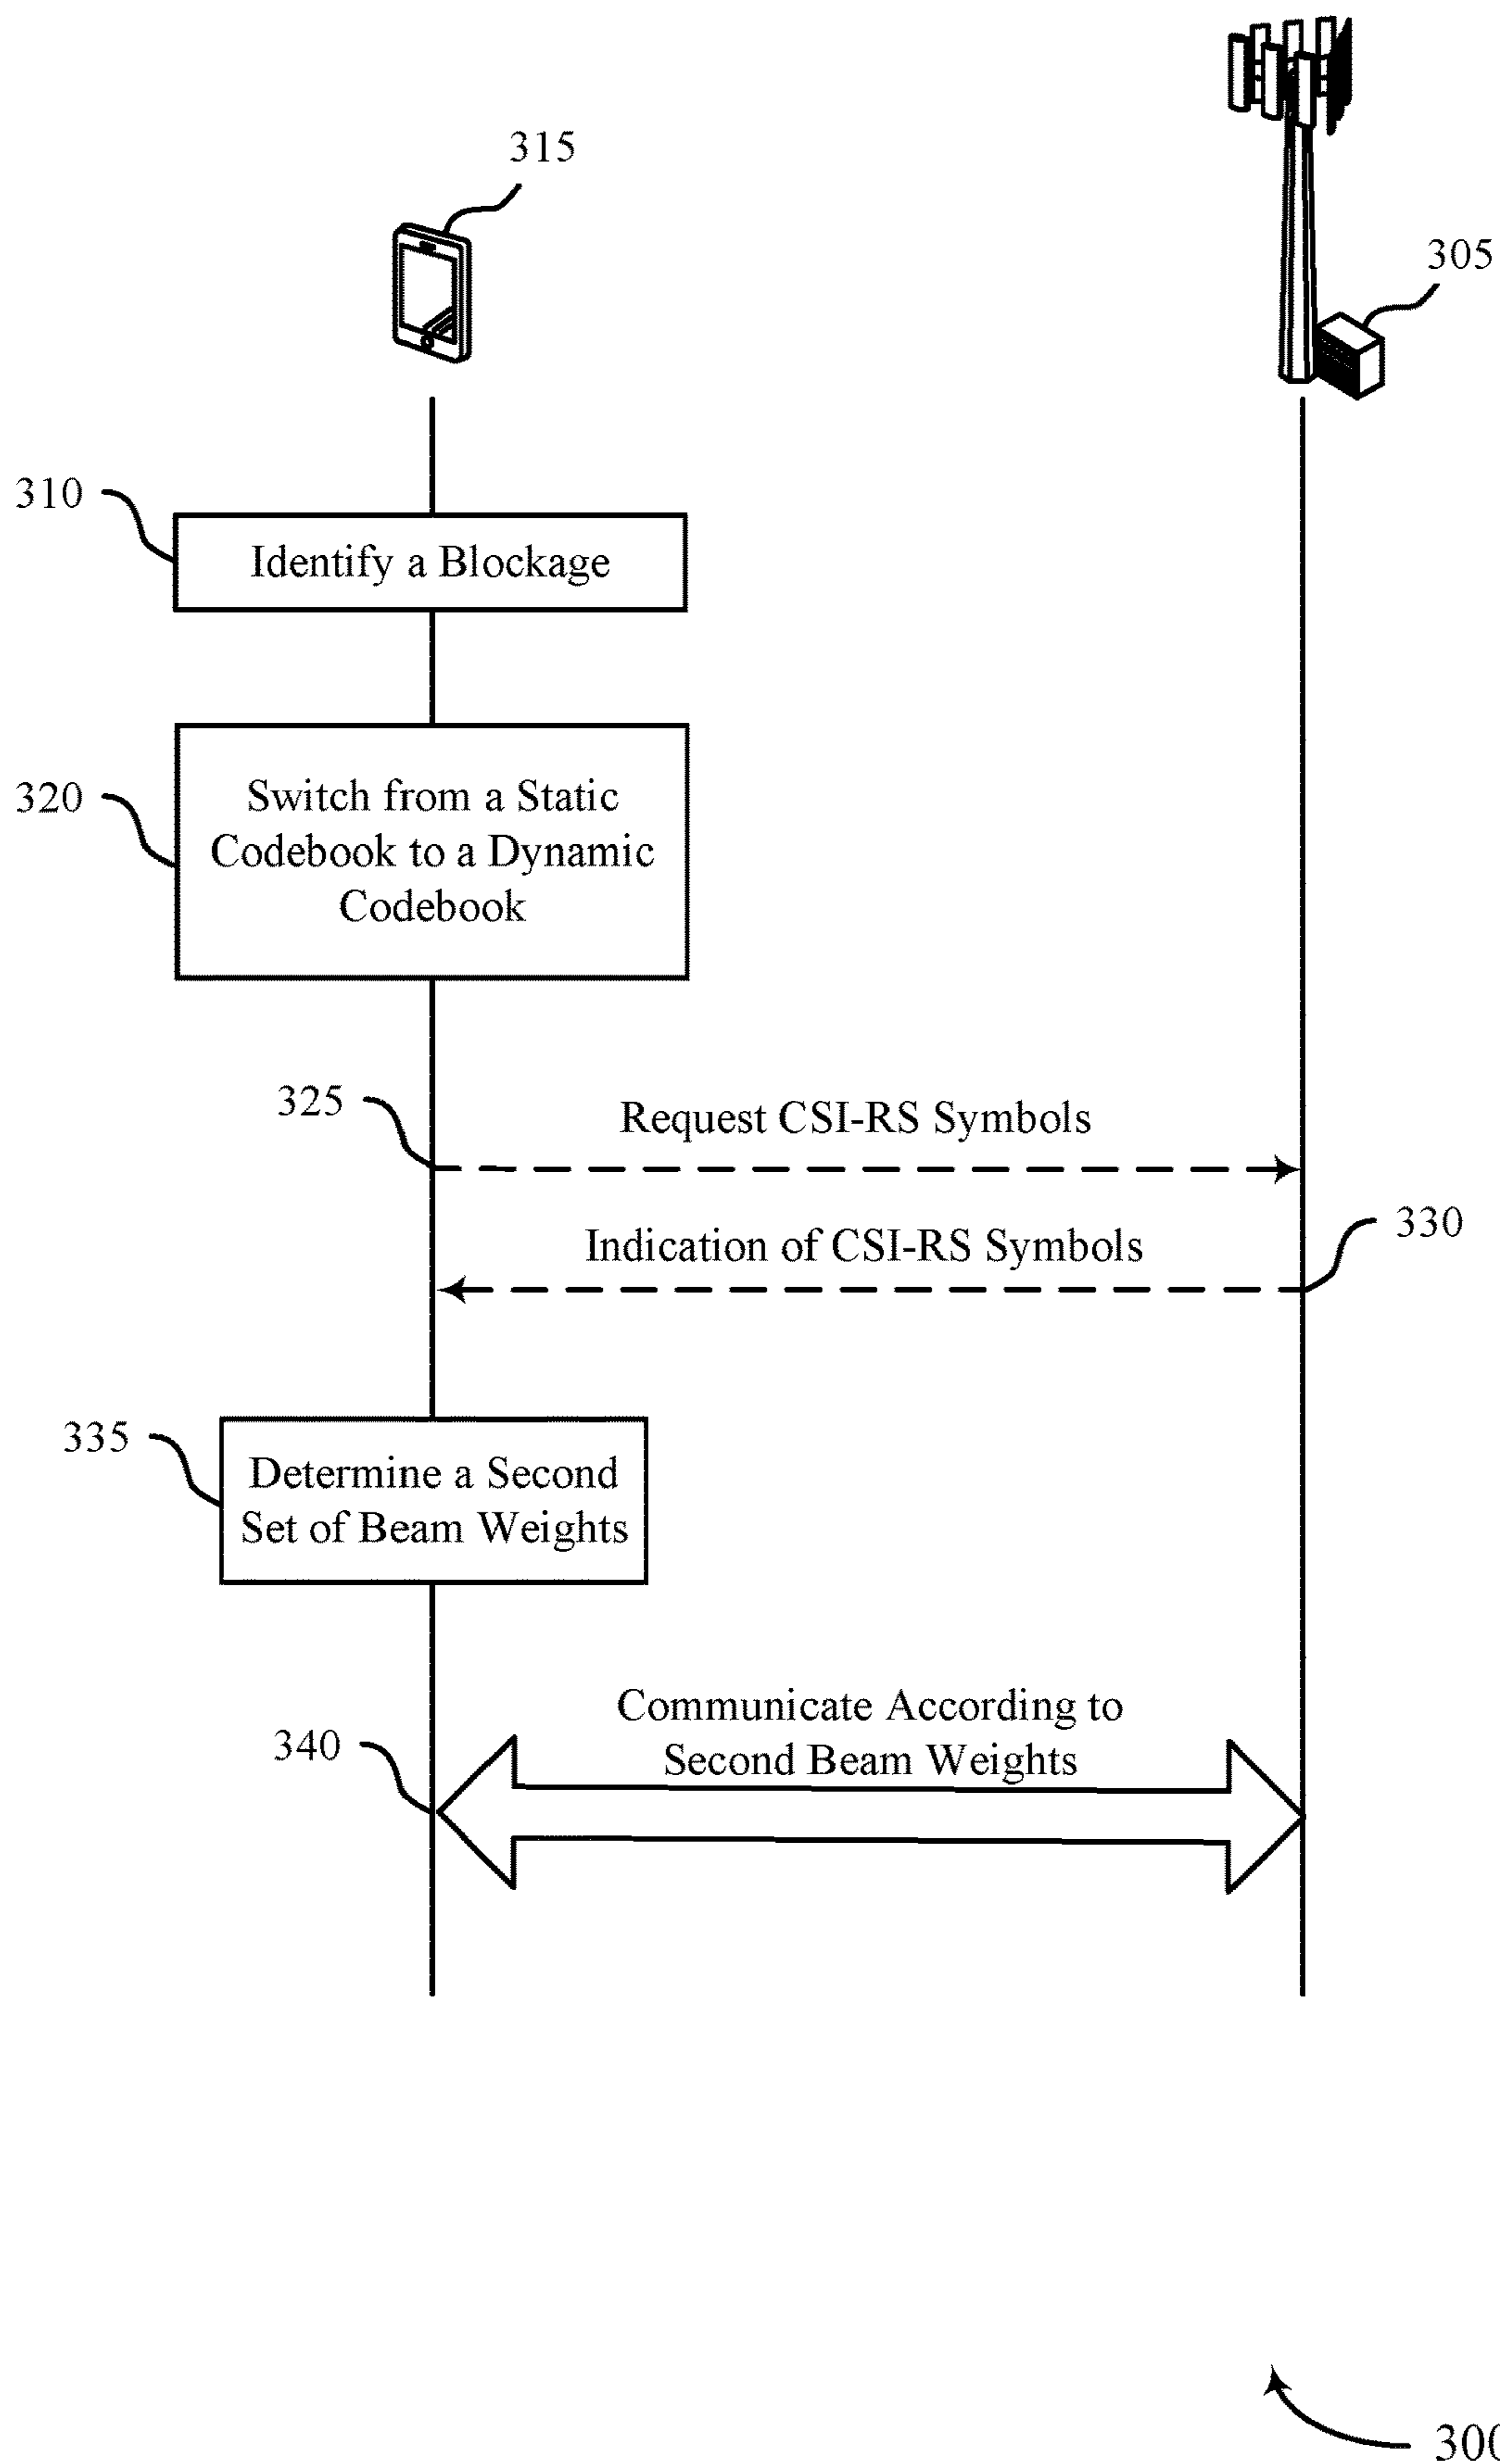 315
305
310
Identify a Blockage
320
Switch from a Static
Codebook to a Dynamic
Codebook
325
Request CSI-RS Symbols
Indication of CSI-RS Symbols
330
335
Determine a Second
Set of Beam Weights
340
Communicate According to
Second Beam Weights
300